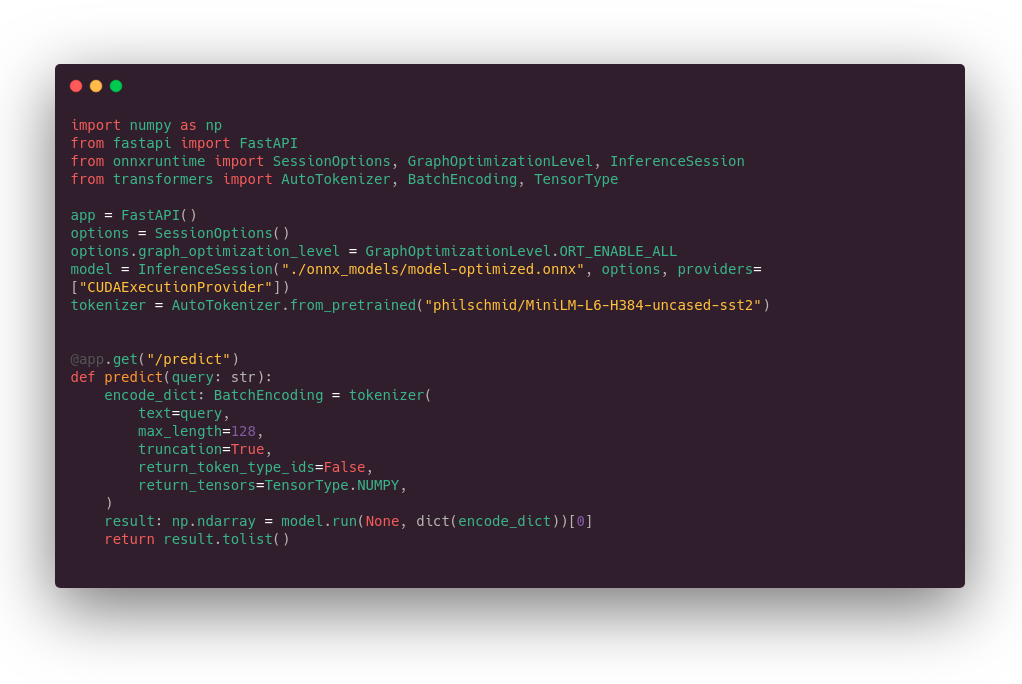 import numpy as np
from fastapi import FastAPI
from onnxruntime import SessionOptions, GraphOptimizationLevel, InferenceSession
from transformers import AutoTokenizer, BatchEncoding, TensorType

app = FastAPI()
options = SessionOptions()
options.graph_optimization_level = GraphOptimizationLevel.ORT_ENABLE_ALL
model = InferenceSession("./onnx_models/model-optimized.onnx", options, providers=
["CUDAExecutionProvider"])
tokenizer = AutoTokenizer.from_pretrained("philschmid/MiniLM-L6-H384-uncased-sst2")


@app.get("/predict")
def predict(query: str):
    encode_dict: BatchEncoding = tokenizer(
        text=query,
        max_length=128,
        truncation=True,
        return_token_type_ids=False,
        return_tensors=TensorType.NUMPY,
    )
    result: np.ndarray = model.run(None, dict(encode_dict))[0]
    return result.tolist()